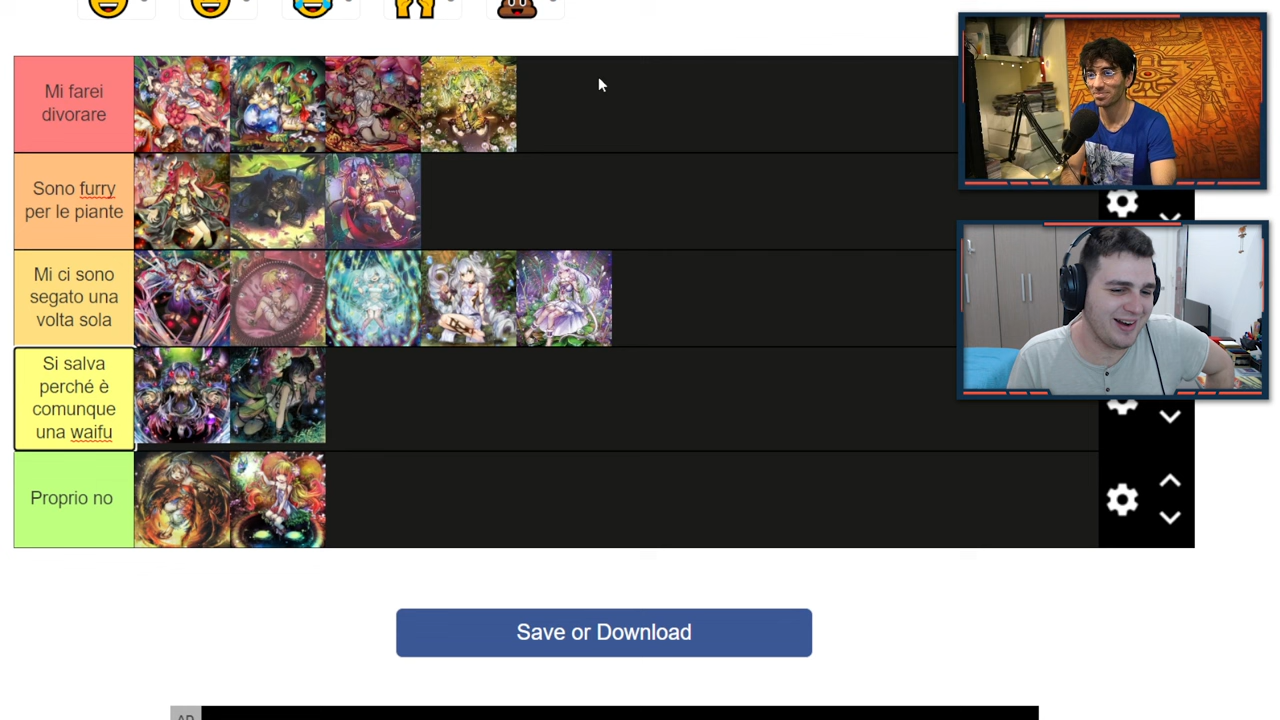 Mi farei
divorare
Sono furry
per le piante
Mi ci sono
segato una
volta sola
Si salva
perché è
comunque
una waifu
Proprio no
Save or Download
AD